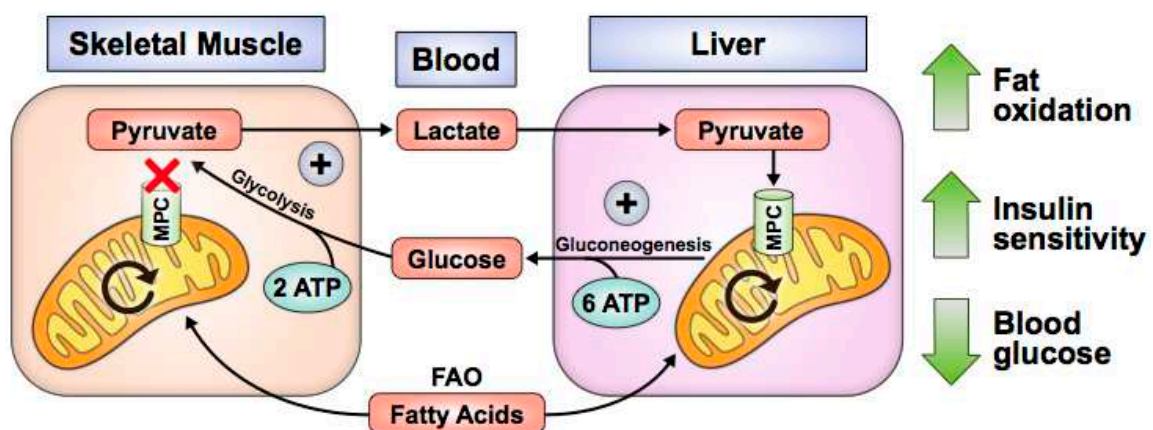 Skeletal Muscle
Blood
Liver
Pyruvate
Lactate
Pyruvate
+
MPC
Glycolysis
+
MPC
Glucose
Gluconeogenesis
2 ATP
6 ATP
FAO
Fatty Acids
Fat
oxidation
Insulin
sensitivity
Blood
glucose